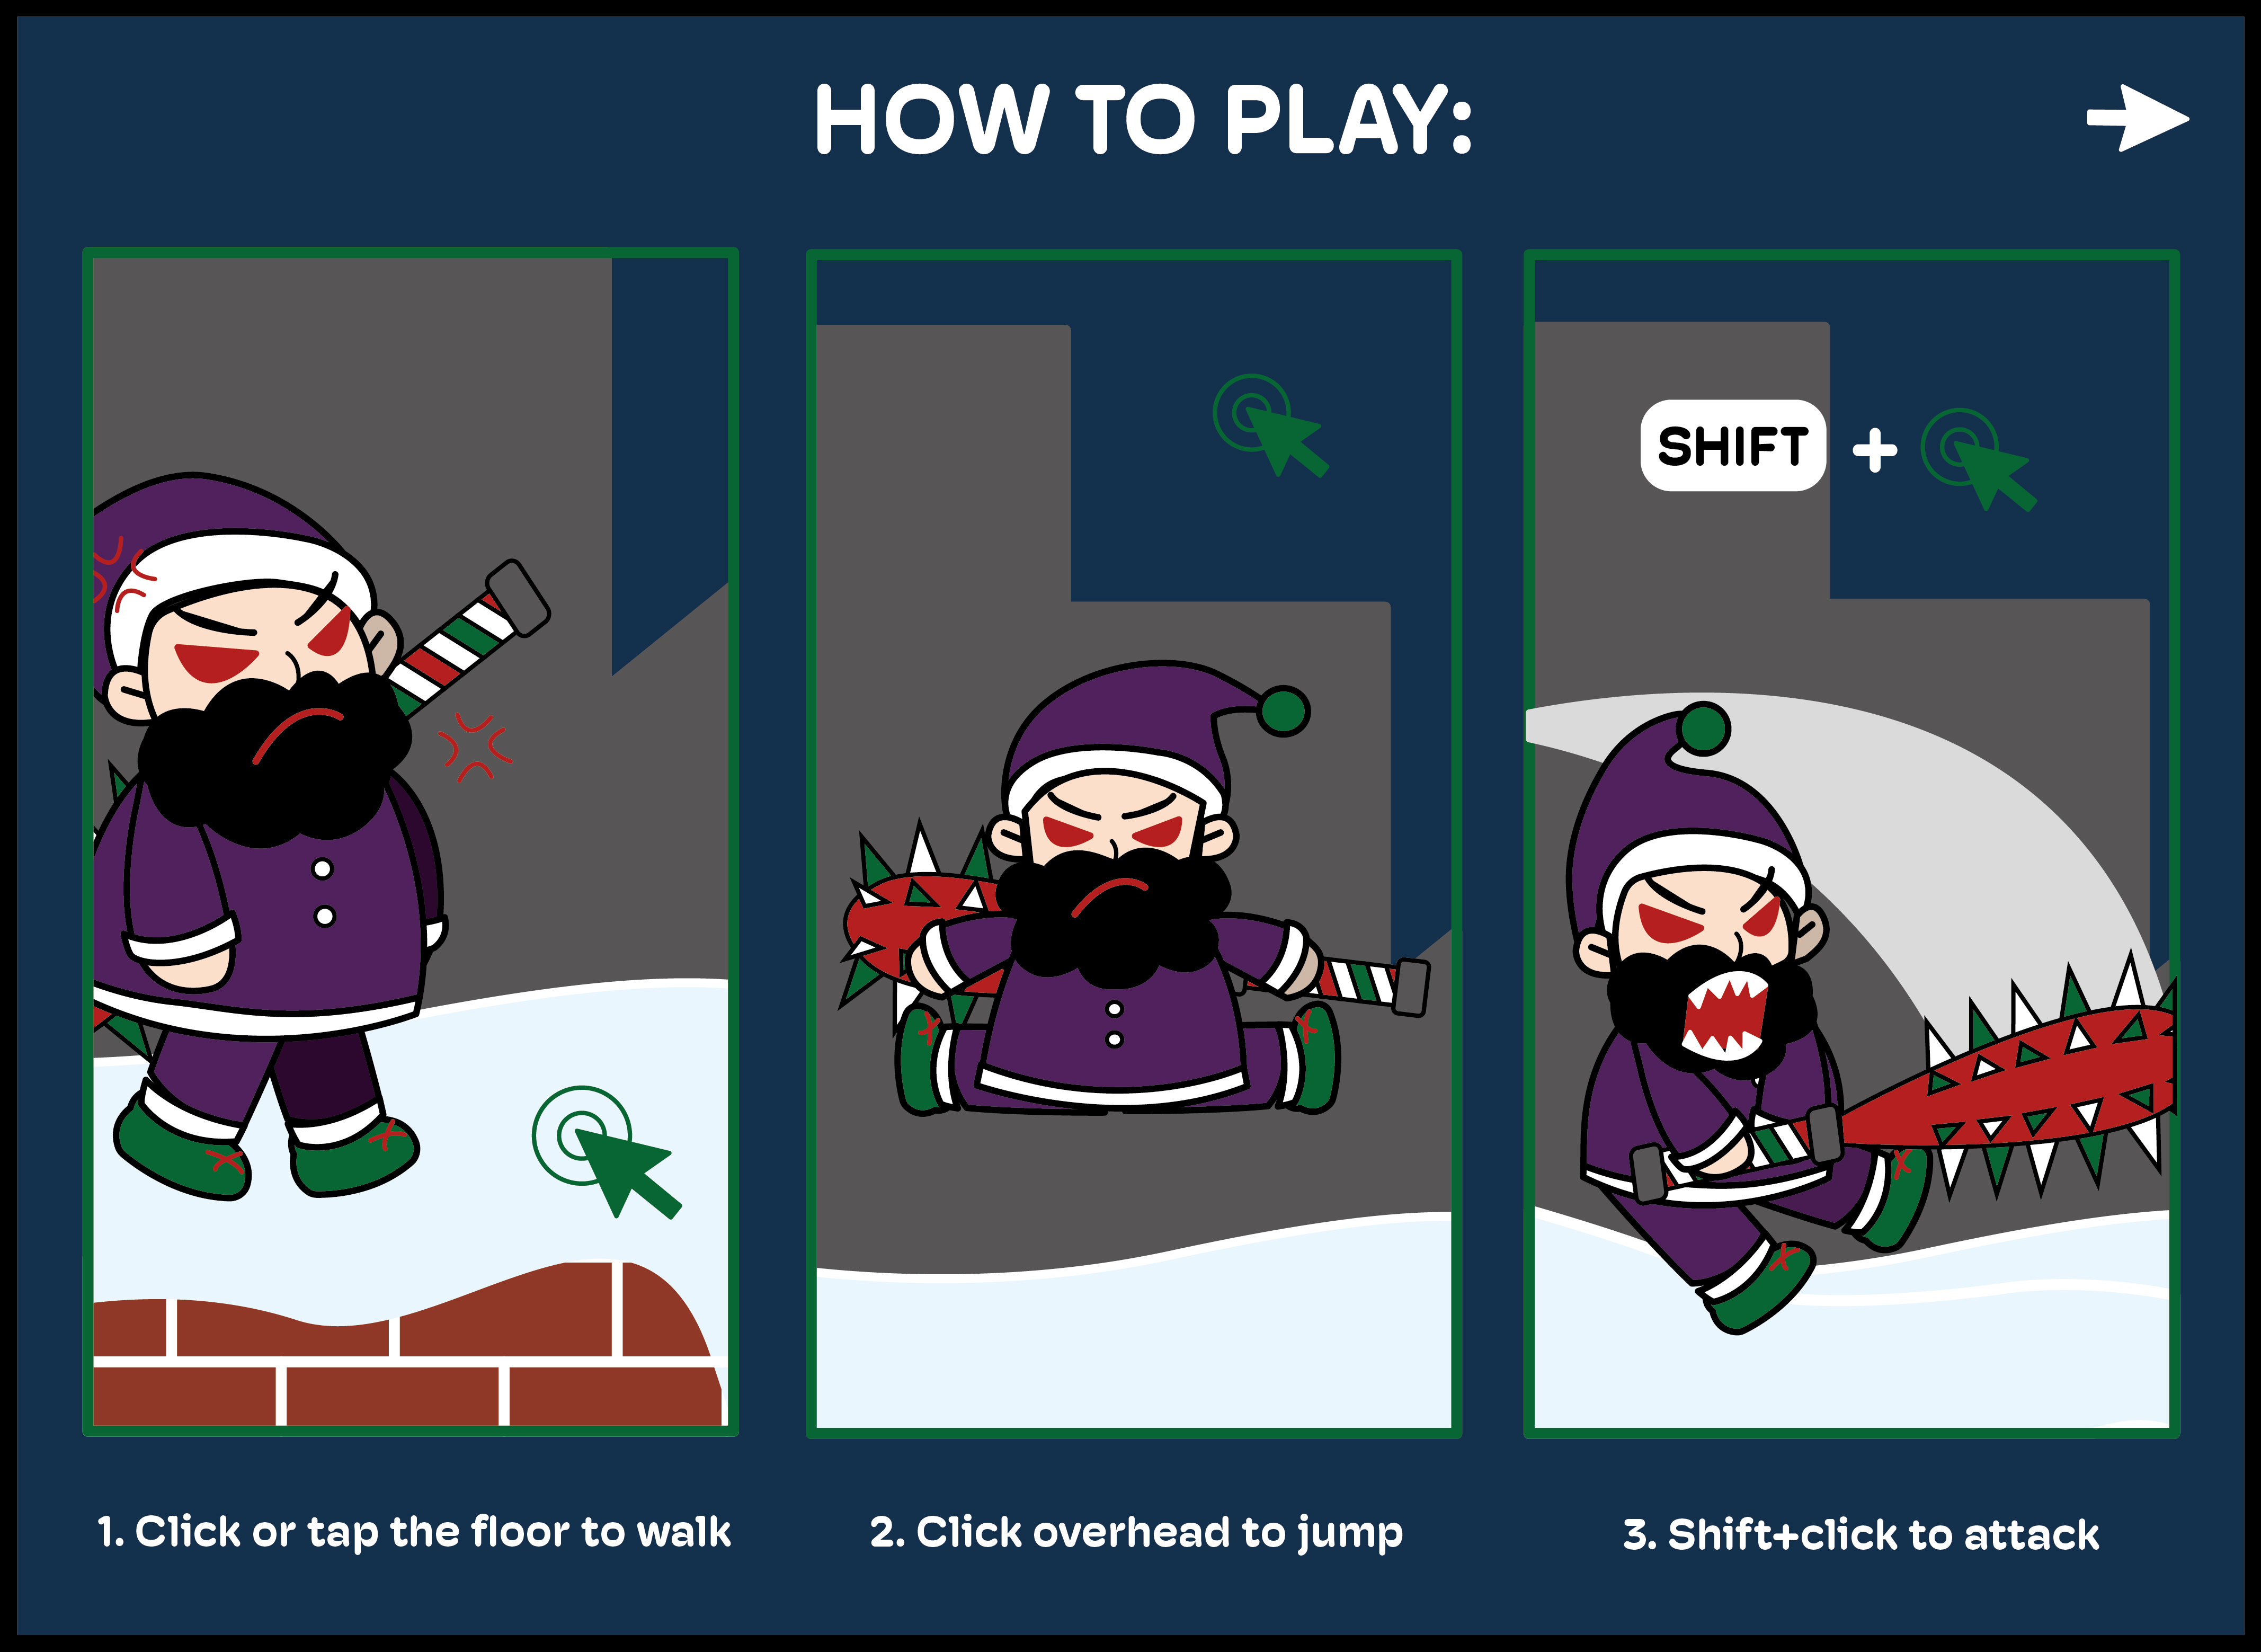 HOW TO PLAY:
SHIFT +
1. Click or tap the floor to walk
2. Click overhead to jump
3. Shift+click to attack